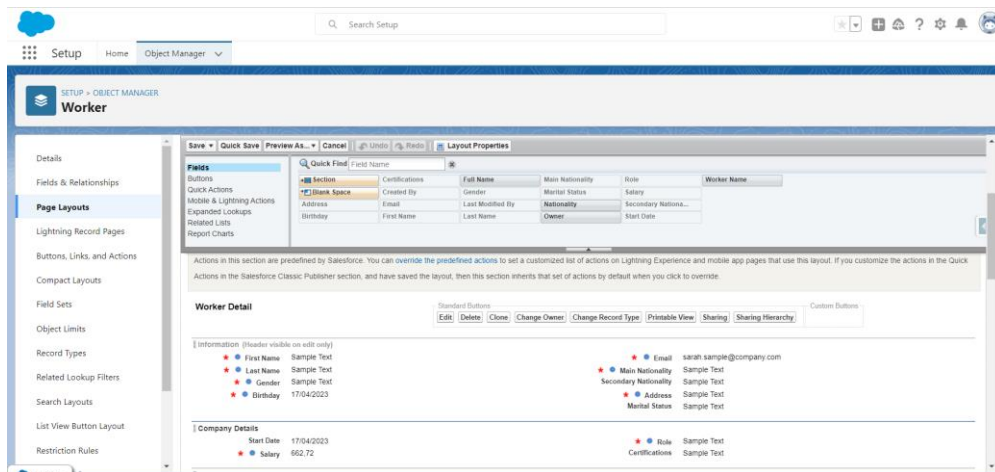 Search Setup
Setup Home Object Manager
SETUP > OBJECT MANAGER
Worker
Details
Fields & Relationships
Page Layouts
Lightning Record Pages
Buttons, Links, and Actions
Compact Layouts
Field Sets
Object Limits
Record Types
Related Lookup Filters
Search Layouts
List View Button Layout
Restriction Rules
Save Quick Save Preview As... Cancel Undo Redo Layout Properties
Fields
Buttons
Quick Actions
Mobile & Lightning Actions
Expanded Lookups
Related Lists
Report Charts
Quick Find Field Name
Section Certifications Full Name Main Nationality Role Worker Name
Blank Space Created By Gender Marital Status Salary
Address Email Last Modified By Nationality Secondary Nationa...
Birthday First Name Last Name Owner Start Date
Actions in this section are predefined by Salesforce. You can override the predefined actions to set a customized list of actions on Lightning Experience and mobile app pages that use this layout. If you customize the actions in the Quick
Actions in the Salesforce Classic Publisher section, and have saved the layout, then this section inherits that set of actions by default when you click to override.
Worker Detail
Standard Buttons
Edit Delete Clone Change Owner Change Record Type Printable View Sharing Sharing Hierarchy
Custom Buttons
Information (Header visible on edit only)
* First Name Sample Text * Email sarah.sample@company.com
* Last Name Sample Text * Main Nationality Sample Text
* Gender Sample Text Secondary Nationality Sample Text
* Birthday 17/04/2023 * Address Sample Text
Marital Status Sample Text
Company Details
Start Date 17/04/2023 * Role Sample Text
* Salary 662,72 Certifications Sample Text